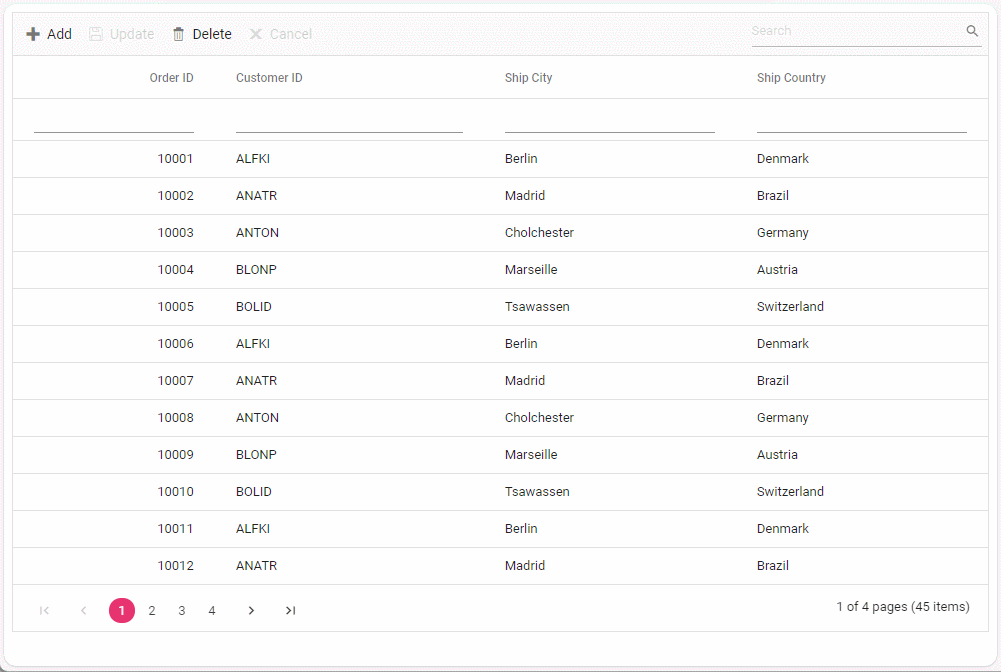 Add Update Delete Cancel Search
Order ID Customer ID Ship City Ship Country
10001 ALFKI Berlin Denmark
10002 ANATR Madrid Brazil
10003 ANTON Cholchester Germany
10004 BLONP Marseille Austria
10005 BOLID Tsawassen Switzerland
10006 ALFKI Berlin Denmark
10007 ANATR Madrid Brazil
10008 ANTON Cholchester Germany
10009 BLONP Marseille Austria
10010 BOLID Tsawassen Switzerland
10011 ALFKI Berlin Denmark
10012 ANATR Madrid Brazil
1 2 3 4 1 of 4 pages (45 items)